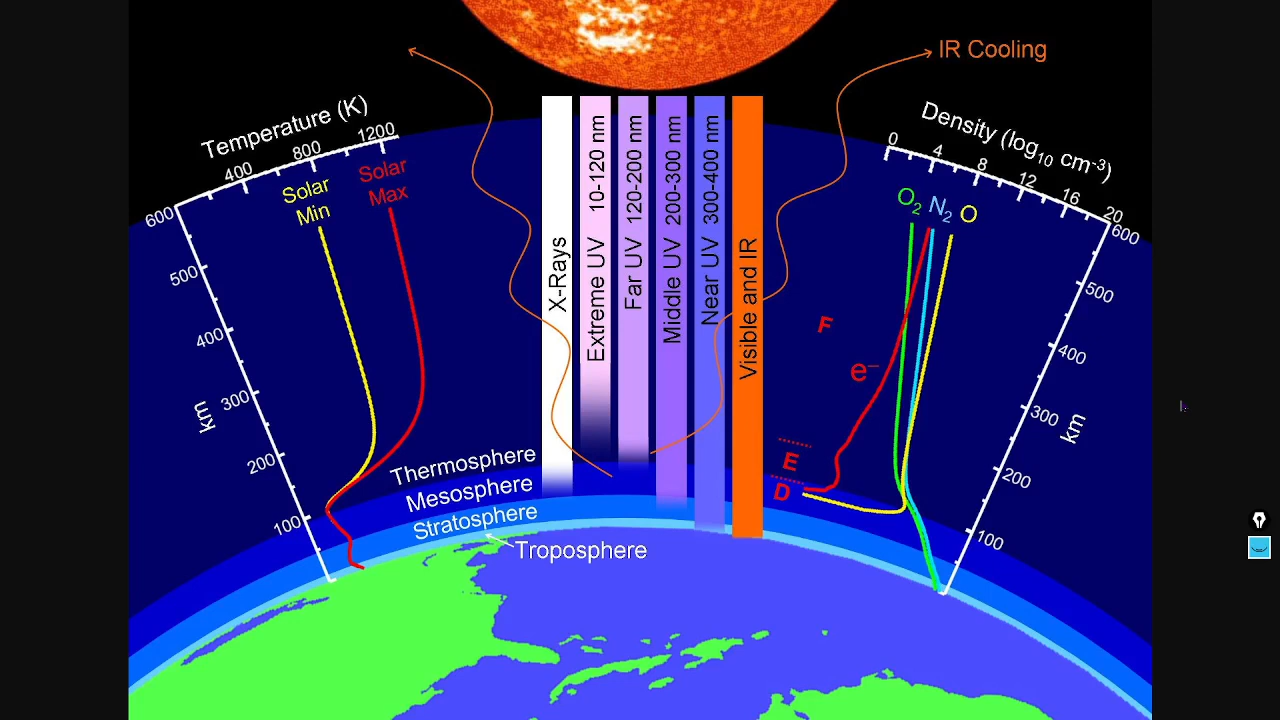 IR Cooling
Temperature (K)
400
800
1200
Solar
Min
Solar
Max
600
500
400
300
200
100
km
X-Rays
Extreme UV 10-120 nm
Far UV 120-200 nm
Middle UV 200-300 nm
Near UV 300-400 nm
Visible and IR
Density (log₁₀ cm⁻³)
0
4
8
12
16
20
O₂ N₂ O
600
500
400
300
200
100
km
F
e⁻
E
D
Thermosphere
Mesosphere
Stratosphere
Troposphere